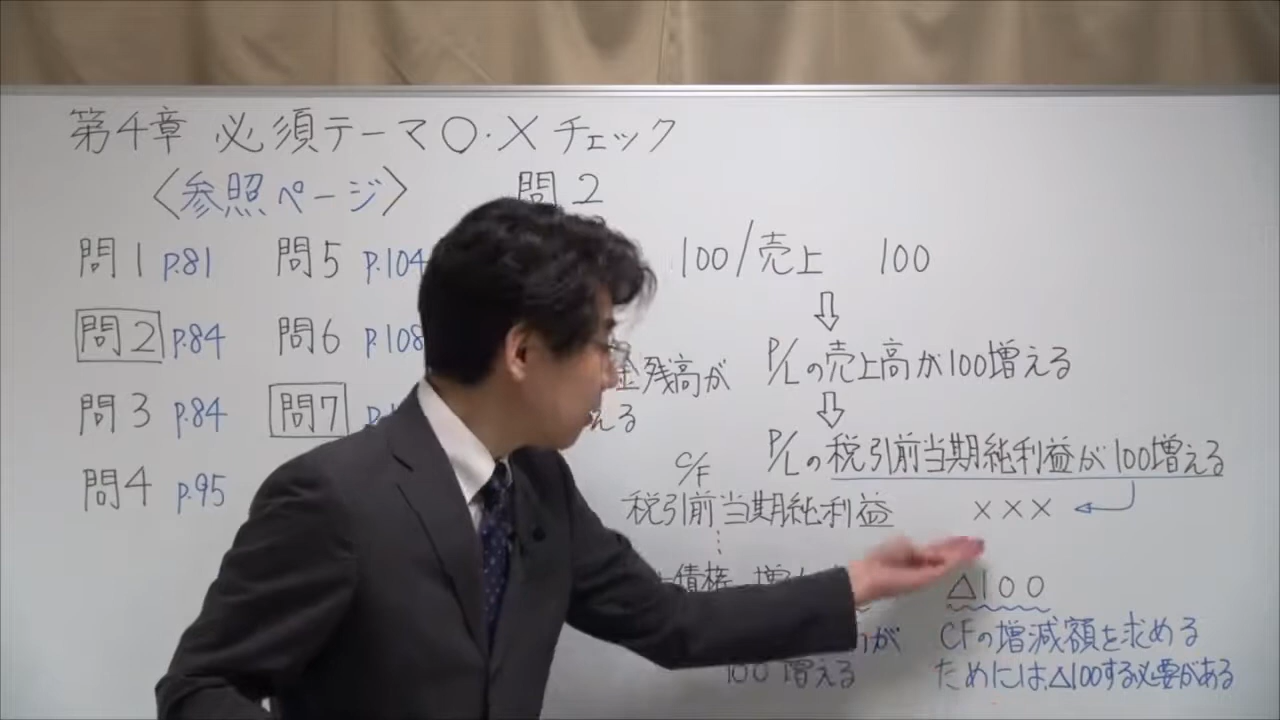 第4章 必須テーマ○・×チェック
〈参照ページ〉
問1 P.81
問2 P.84
問3 P.84
問4 P.95
問5 P.104
問6 P.108
問7
問2
100/売上 100
⇩
P/Lの売上高が100増える
⇩
P/Lの税引前当期純利益が100増える
残高が
える
C/F
税引前当期純利益 ×××
⋮
債権 増
△100
が
100増える
CFの増減額を求める
ためには、△100する必要がある